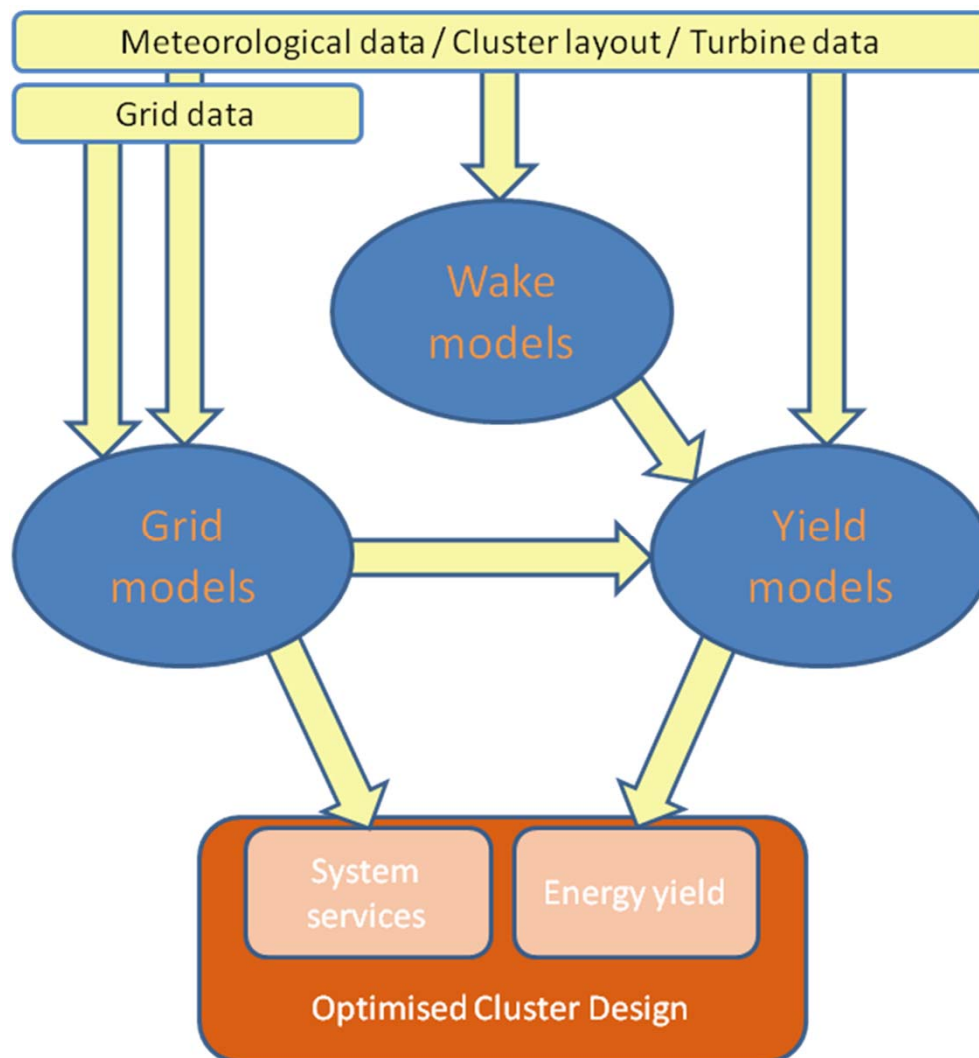 Meteorological data / Cluster layout / Turbine data
Grid data
Wake
models
Grid
models
Yield
models
System
services
Energy yield
Optimised Cluster Design